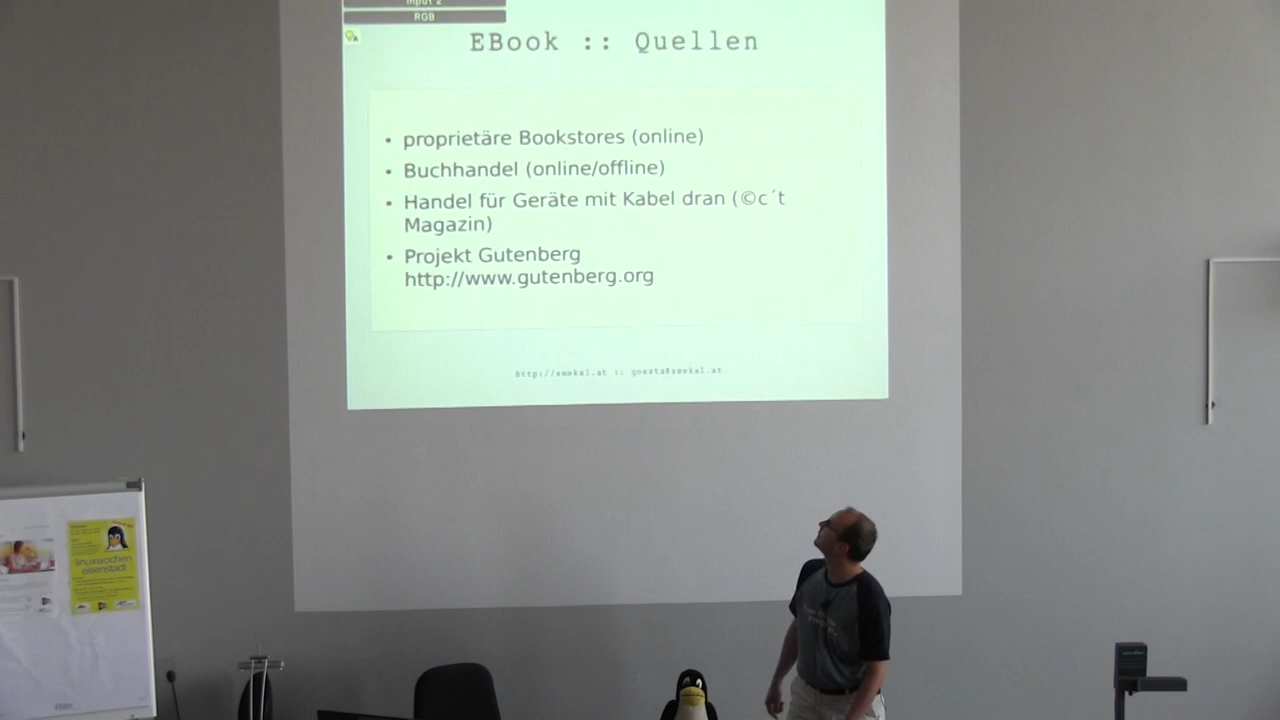 Input 2
RGB
EBook :: Quellen
• proprietäre Bookstores (online)
• Buchhandel (online/offline)
• Handel für Geräte mit Kabel dran (©c´t
Magazin)
• Projekt Gutenberg
http://www.gutenberg.org
http://smekal.at :: goesta@smekal.at
linuxwochen
eisenstadt